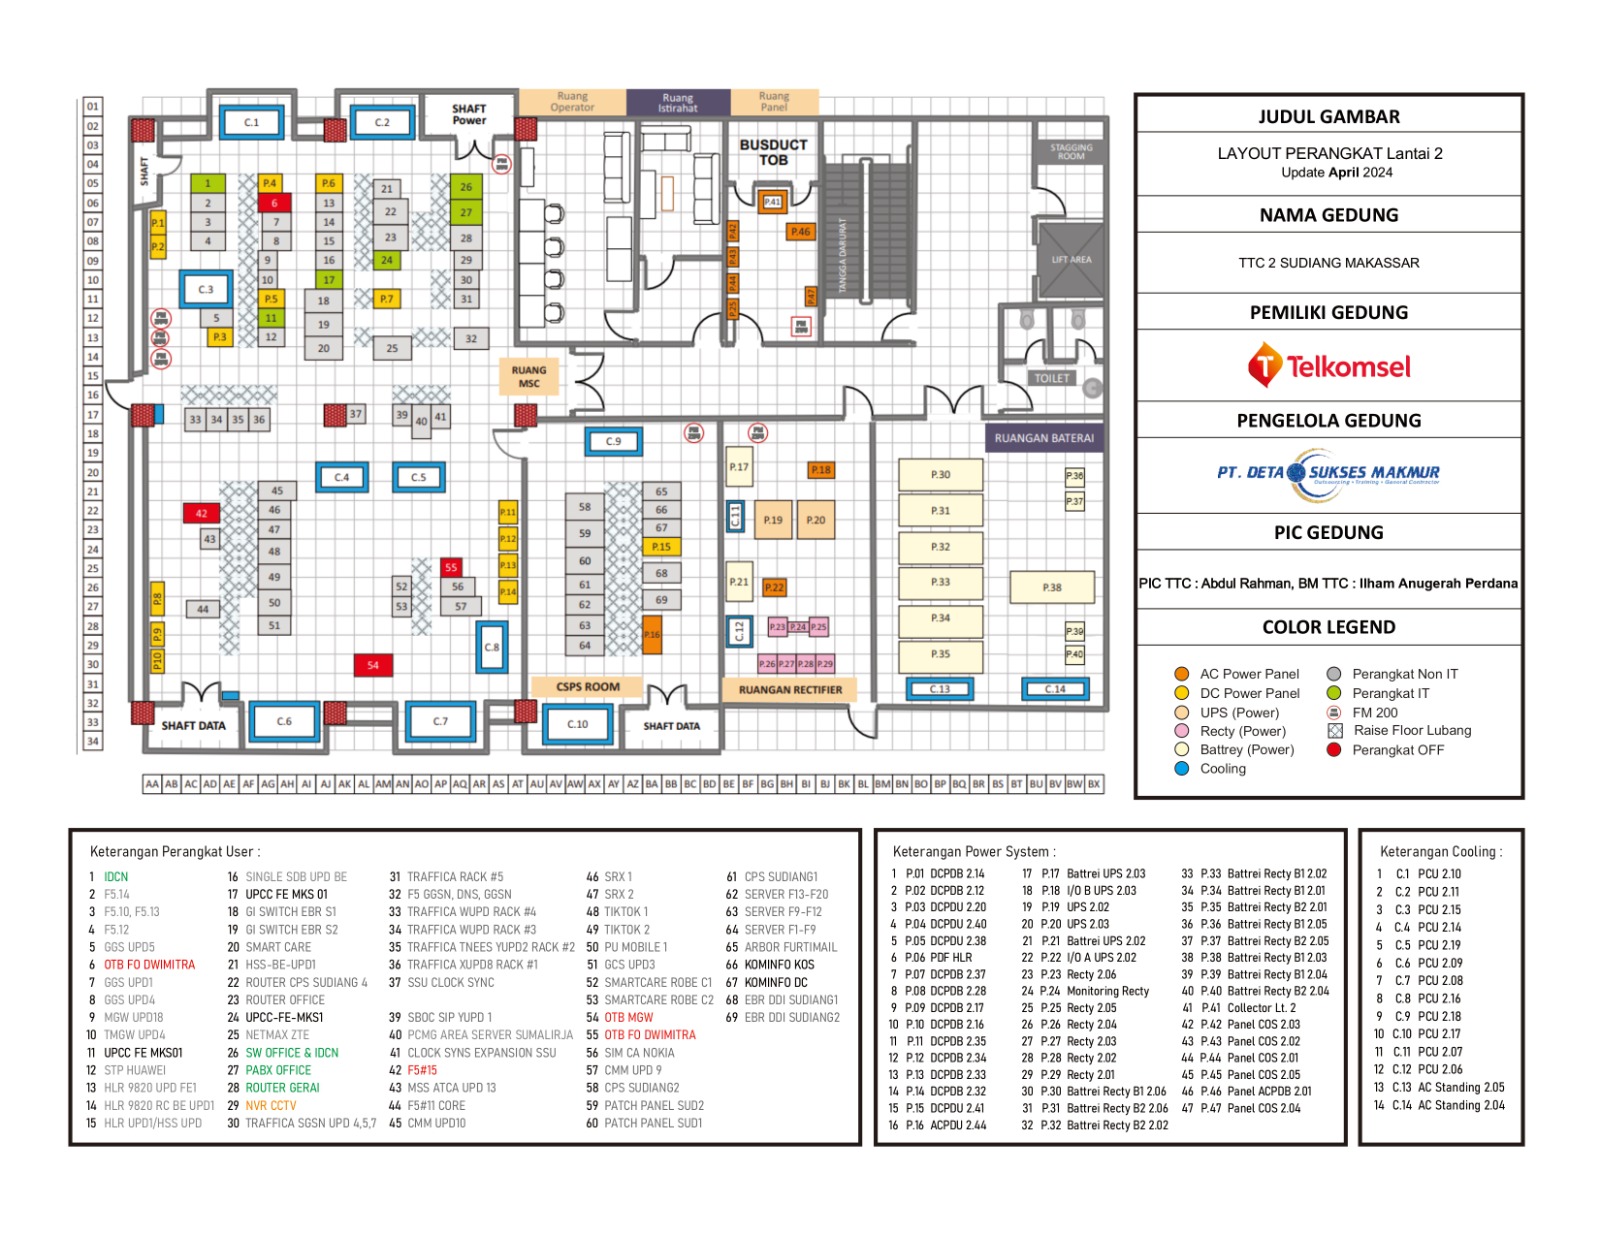 Ruang Operator
Ruang Istirahat
Ruang Panel
01
02
03
04
05
06
07
08
09
10
11
12
13
14
15
16
17
18
19
20
21
22
23
24
25
26
27
28
29
30
31
32
33
34
C.1
C.2
SHAFT Power
SHAFT
BUSDUCT TOB
STAGGING ROOM
1
2
3
4
P.4
6
7
8
9
10
P.5
11
12
P.6
13
14
15
16
17
18
19
20
21
22
23
24
P.7
25
26
27
28
29
30
31
32
P.1
P.2
C.3
5
P.3
P.41
P.42
P.43
P.44
P.25
P.46
P.47
TANGGA DARURAT
LIFT AREA
TOILET
RUANG MSC
33
34
35
36
37
39
40
41
C.4
C.5
C.9
RUANGAN BATERAI
42
43
44
45
46
47
48
49
50
51
52
53
54
55
56
57
P.8
P.9
P.10
P.11
P.12
P.13
P.14
C.8
58
59
60
61
62
63
64
65
66
67
P.15
68
69
P.16
P.17
P.18
C.11
P.19
P.20
P.21
P.22
C.12
P.23
P.24
P.25
P.26
P.27
P.28
P.29
P.30
P.31
P.32
P.33
P.34
P.35
P.36
P.37
P.38
P.39
P.40
C.13
C.14
CSPS ROOM
RUANGAN RECTIFIER
SHAFT DATA
C.6
C.7
C.10
SHAFT DATA
AA AB AC AD AE AF AG AH AI AJ AK AL AM AN AO AP AQ AR AS AT AU AV AW AX AY AZ BA BB BC BD BE BF BG BH BI BJ BK BL BM BN BO BP BQ BR BS BT BU BV BW BX
JUDUL GAMBAR
LAYOUT PERANGKAT Lantai 2
Update April 2024
NAMA GEDUNG
TTC 2 SUDIANG MAKASSAR
PEMILIKI GEDUNG
Telkomsel
PENGELOLA GEDUNG
PT. DETA SUKSES MAKMUR
Outsourcing • Training • General Contractor
PIC GEDUNG
PIC TTC : Abdul Rahman, BM TTC : Ilham Anugerah Perdana
COLOR LEGEND
AC Power Panel
DC Power Panel
UPS (Power)
Recty (Power)
Battrey (Power)
Cooling
Perangkat Non IT
Perangkat IT
FM 200
Raise Floor Lubang
Perangkat OFF
Keterangan Perangkat User :
1 IDCN
2 F5.14
3 F5.10, F5.13
4 F5.12
5 GGS UPD5
6 OTB FO DWIMITRA
7 GGS UPD1
8 GGS UPD4
9 MGW UPD18
10 TMGW UPD4
11 UPCC FE MKS01
12 STP HUAWEI
13 HLR 9820 UPD FE1
14 HLR 9820 RC BE UPD1
15 HLR UPD1/HSS UPD
16 SINGLE SDB UPD BE
17 UPCC FE MKS 01
18 GI SWITCH EBR S1
19 GI SWITCH EBR S2
20 SMART CARE
21 HSS-BE-UPD1
22 ROUTER CPS SUDIANG 4
23 ROUTER OFFICE
24 UPCC-FE-MKS1
25 NETMAX ZTE
26 SW OFFICE & IDCN
27 PABX OFFICE
28 ROUTER GERAI
29 NVR CCTV
30 TRAFFICA SGSN UPD 4,5,7
31 TRAFFICA RACK #5
32 F5 GGSN, DNS, GGSN
33 TRAFFICA WUPD RACK #4
34 TRAFFICA WUPD RACK #3
35 TRAFFICA TNEES YUPD2 RACK #2
36 TRAFFICA XUPD8 RACK #1
37 SSU CLOCK SYNC
39 SBOC SIP YUPD 1
40 PCMG AREA SERVER SUMALIRJA
41 CLOCK SYNS EXPANSION SSU
42 F5#15
43 MSS ATCA UPD 13
44 F5#11 CORE
45 CMM UPD10
46 SRX 1
47 SRX 2
48 TIKTOK 1
49 TIKTOK 2
50 PU MOBILE 1
51 GCS UPD3
52 SMARTCARE ROBE C1
53 SMARTCARE ROBE C2
54 OTB MGW
55 OTB FO DWIMITRA
56 SIM CA NOKIA
57 CMM UPD 9
58 CPS SUDIANG2
59 PATCH PANEL SUD2
60 PATCH PANEL SUD1
61 CPS SUDIANG1
62 SERVER F13-F20
63 SERVER F9-F12
64 SERVER F1-F9
65 ARBOR FURTIMAIL
66 KOMINFO KOS
67 KOMINFO DC
68 EBR DDI SUDIANG1
69 EBR DDI SUDIANG2
Keterangan Power System :
1 P.01 DCPDB 2.14
2 P.02 DCPDB 2.12
3 P.03 DCPDU 2.20
4 P.04 DCPDU 2.40
5 P.05 DCPDU 2.38
6 P.06 PDF HLR
7 P.07 DCPDB 2.37
8 P.08 DCPDB 2.28
9 P.09 DCPDB 2.17
10 P.10 DCPDB 2.16
11 P.11 DCPDB 2.35
12 P.12 DCPDB 2.34
13 P.13 DCPDB 2.33
14 P.14 DCPDB 2.32
15 P.15 DCPDU 2.41
16 P.16 ACPDU 2.44
17 P.17 Battrei UPS 2.03
18 P.18 I/O B UPS 2.03
19 P.19 UPS 2.02
20 P.20 UPS 2.03
21 P.21 Battrei UPS 2.02
22 P.22 I/O A UPS 2.02
23 P.23 Recty 2.06
24 P.24 Monitoring Recty
25 P.25 Recty 2.05
26 P.26 Recty 2.04
27 P.27 Recty 2.03
28 P.28 Recty 2.02
29 P.29 Recty 2.01
30 P.30 Battrei Recty B1 2.06
31 P.31 Battrei Recty B2 2.06
32 P.32 Battrei Recty B2 2.02
33 P.33 Battrei Recty B1 2.02
34 P.34 Battrei Recty B1 2.01
35 P.35 Battrei Recty B2 2.01
36 P.36 Battrei Recty B1 2.05
37 P.37 Battrei Recty B2 2.05
38 P.38 Battrei Recty B1 2.03
39 P.39 Battrei Recty B1 2.04
40 P.40 Battrei Recty B2 2.04
41 P.41 Collector Lt. 2
42 P.42 Panel COS 2.03
43 P.43 Panel COS 2.02
44 P.44 Panel COS 2.01
45 P.45 Panel COS 2.05
46 P.46 Panel ACPDB 2.01
47 P.47 Panel COS 2.04
Keterangan Cooling :
1 C.1 PCU 2.10
2 C.2 PCU 2.11
3 C.3 PCU 2.15
4 C.4 PCU 2.14
5 C.5 PCU 2.19
6 C.6 PCU 2.09
7 C.7 PCU 2.08
8 C.8 PCU 2.16
9 C.9 PCU 2.18
10 C.10 PCU 2.17
11 C.11 PCU 2.07
12 C.12 PCU 2.06
13 C.13 AC Standing 2.05
14 C.14 AC Standing 2.04